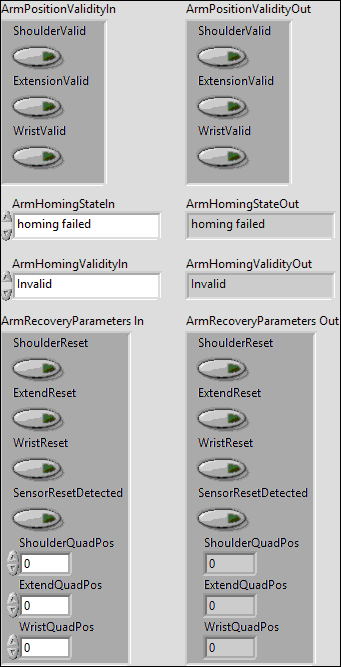 ArmPositionValidityIn
ShoulderValid
ExtensionValid
WristValid
ArmHomingStateIn
homing failed
ArmHomingValidityIn
Invalid
ArmRecoveryParameters In
ShoulderReset
ExtendReset
WristReset
SensorResetDetected
ShoulderQuadPos
0
ExtendQuadPos
0
WristQuadPos
0
ArmPositionValidityOut
ShoulderValid
ExtensionValid
WristValid
ArmHomingStateOut
homing failed
ArmHomingValidityOut
Invalid
ArmRecoveryParameters Out
ShoulderReset
ExtendReset
WristReset
SensorResetDetected
ShoulderQuadPos
0
ExtendQuadPos
0
WristQuadPos
0